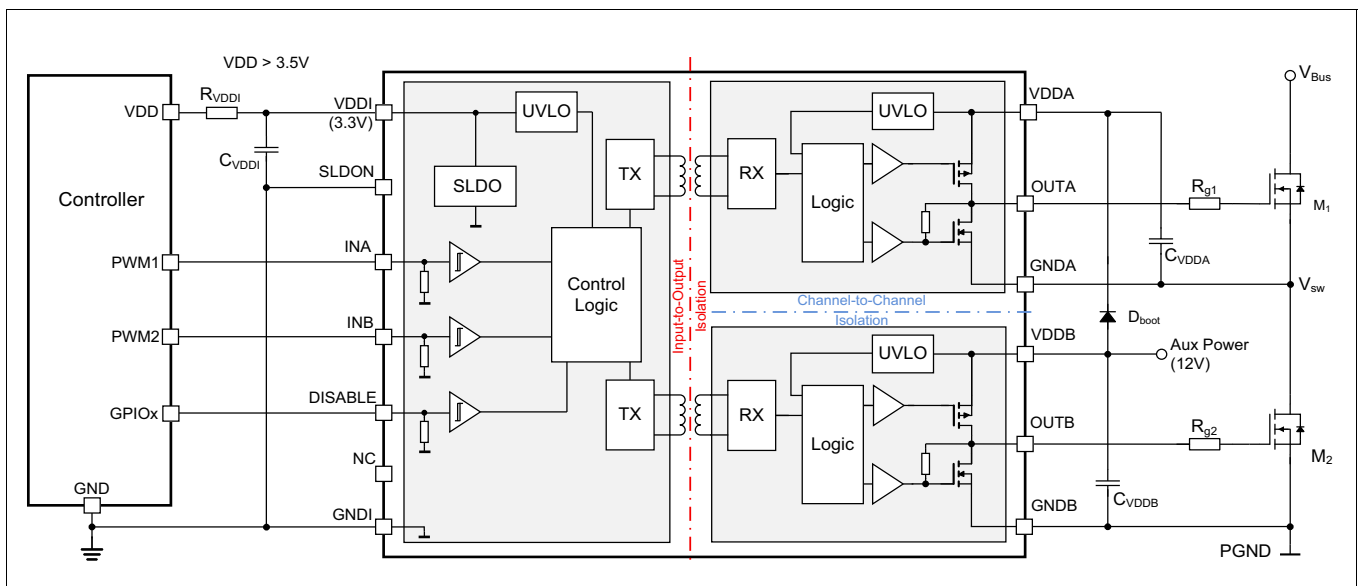 VDD > 3.5V
Controller
VDD
PWM1
PWM2
GPIOx
GND
RVDDI
CVDDI
VDDI
(3.3V)
SLDON
INA
INB
DISABLE
NC
GNDI
UVLO
SLDO
TX
Control
Logic
TX
Input-to-Output
Isolation
Channel-to-Channel
Isolation
UVLO
RX
Logic
UVLO
RX
Logic
VDDA
OUTA
GNDA
VDDB
OUTB
GNDB
VBus
Rg1
M1
CVDDA
Vsw
Dboot
Aux Power
(12V)
Rg2
M2
CVDDB
PGND